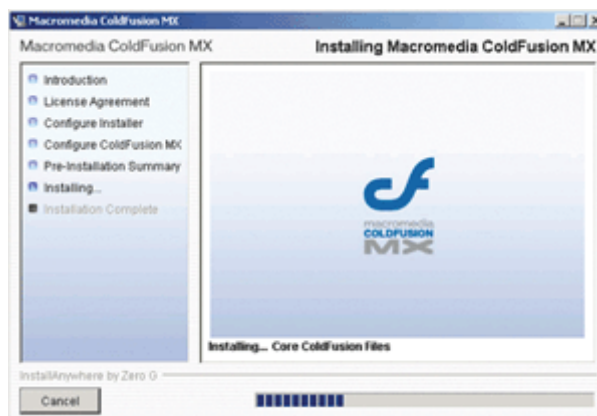 Macromedia ColdFusion MX
Macromedia ColdFusion MX
Installing Macromedia ColdFusion MX
Introduction
License Agreement
Configure Installer
Configure ColdFusion MX
Pre-Installation Summary
Installing...
Installation Complete
cf
macromedia
COLDFUSION
MX
Installing... Core ColdFusion Files
InstallAnywhere by Zero G
Cancel